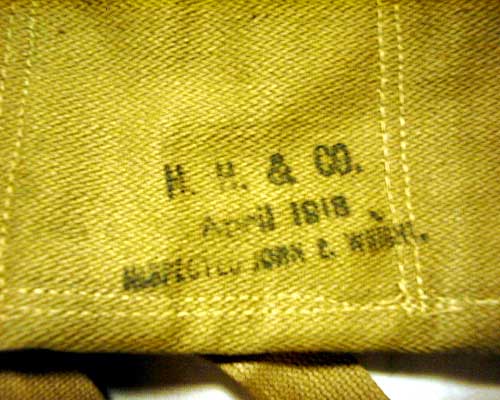 H. H. & CO.
April 1918
INSPECTED JOHN E.